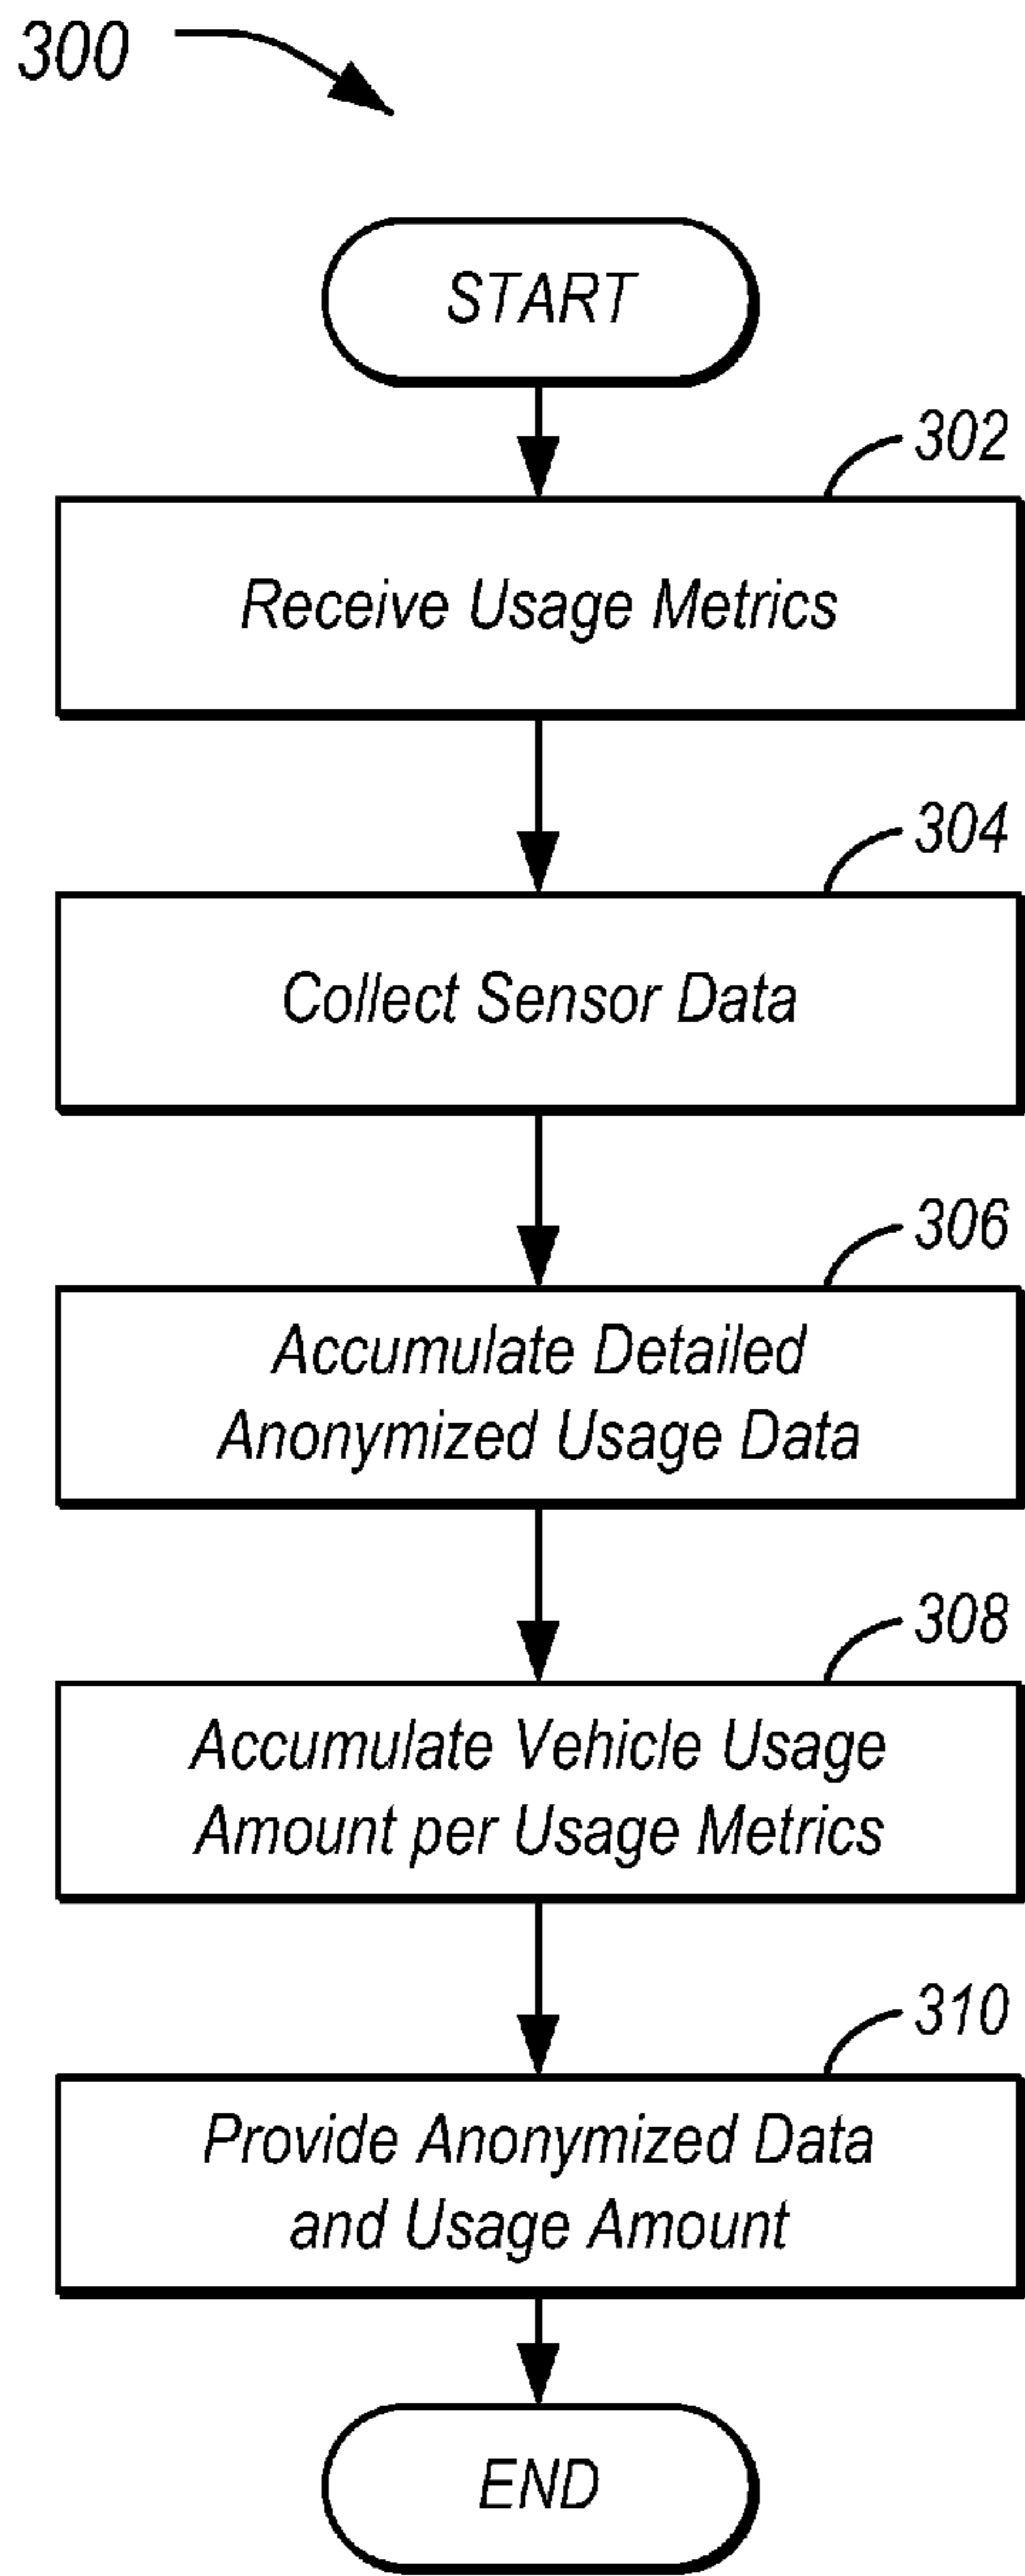 300
START
302
Receive Usage Metrics
304
Collect Sensor Data
306
Accumulate Detailed
Anonymized Usage Data
308
Accumulate Vehicle Usage
Amount per Usage Metrics
310
Provide Anonymized Data
and Usage Amount
END